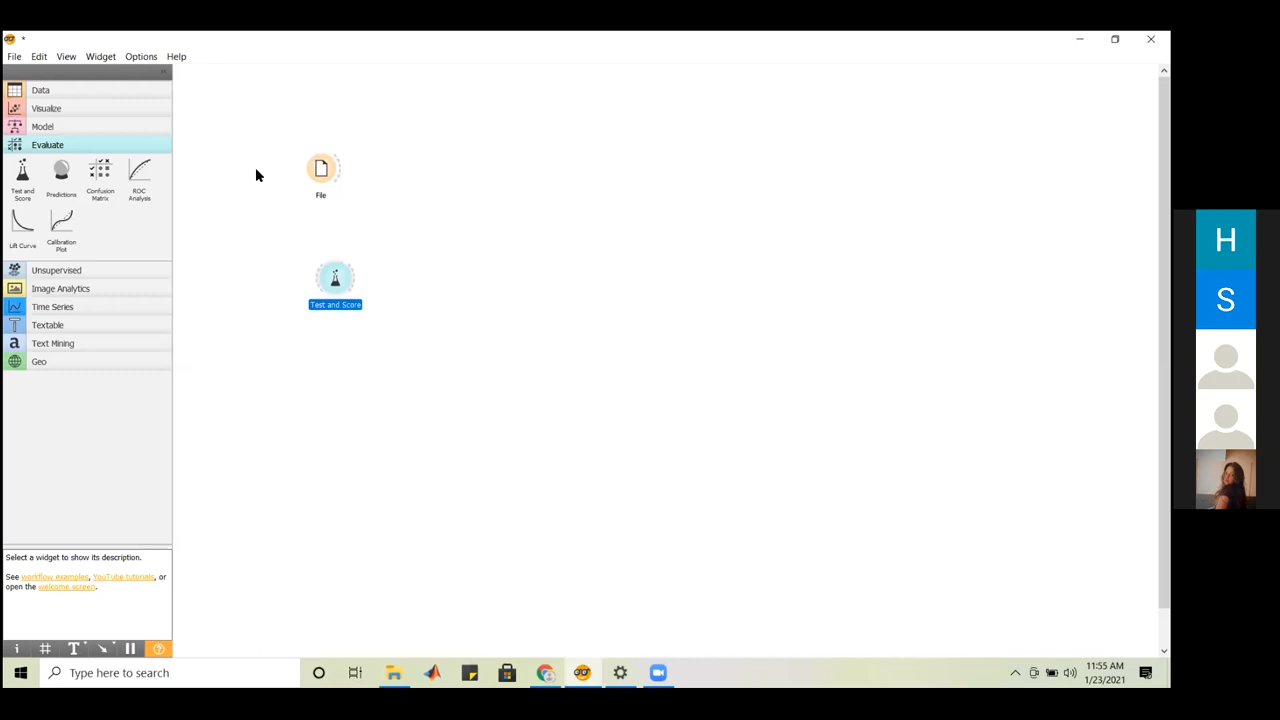 *
File Edit View Widget Options Help
Data
Visualize
Model
Evaluate
Test and Score
Predictions
Confusion Matrix
ROC Analysis
Lift Curve
Calibration Plot
Unsupervised
Image Analytics
Time Series
Textable
Text Mining
Geo
File
Test and Score
Select a widget to show its description.
See workflow examples, YouTube tutorials, or
open the welcome screen.
Type here to search
11:55 AM
1/23/2021
H
S